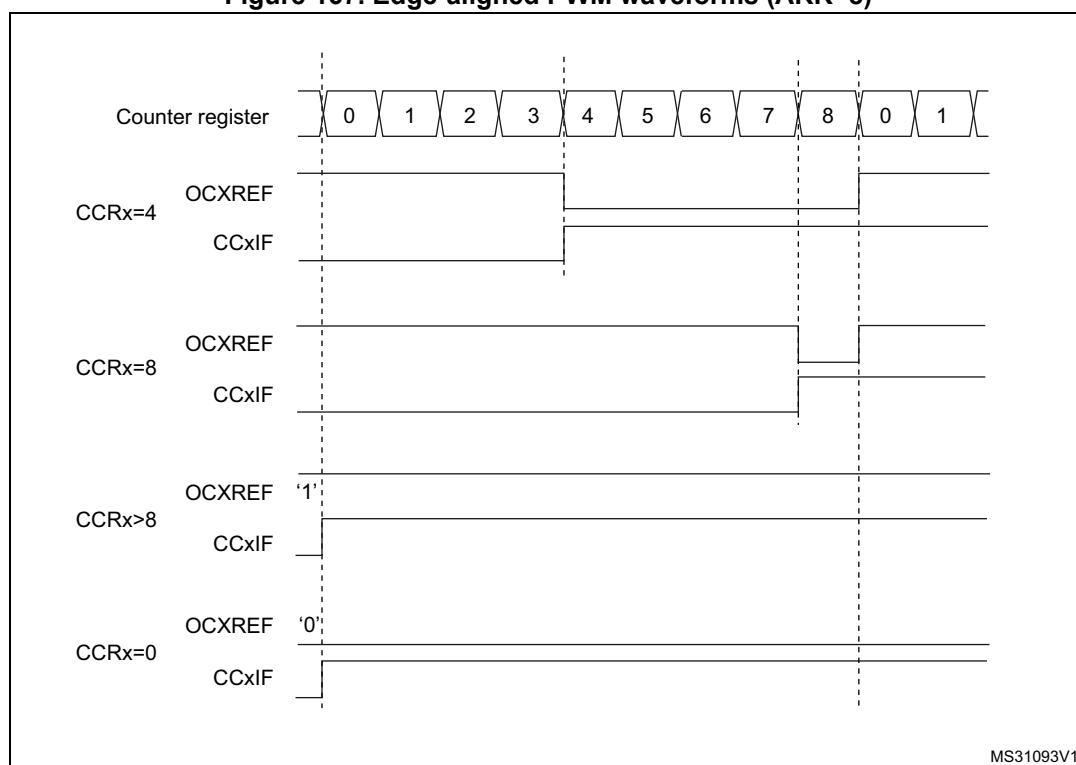 Counter register 0 1 2 3 4 5 6 7 8 0 1
OCXREF
CCRx=4
CCxIF
OCXREF
CCRx=8
CCxIF
OCXREF '1'
CCRx>8
CCxIF
OCXREF '0'
CCRx=0
CCxIF
MS31093V1